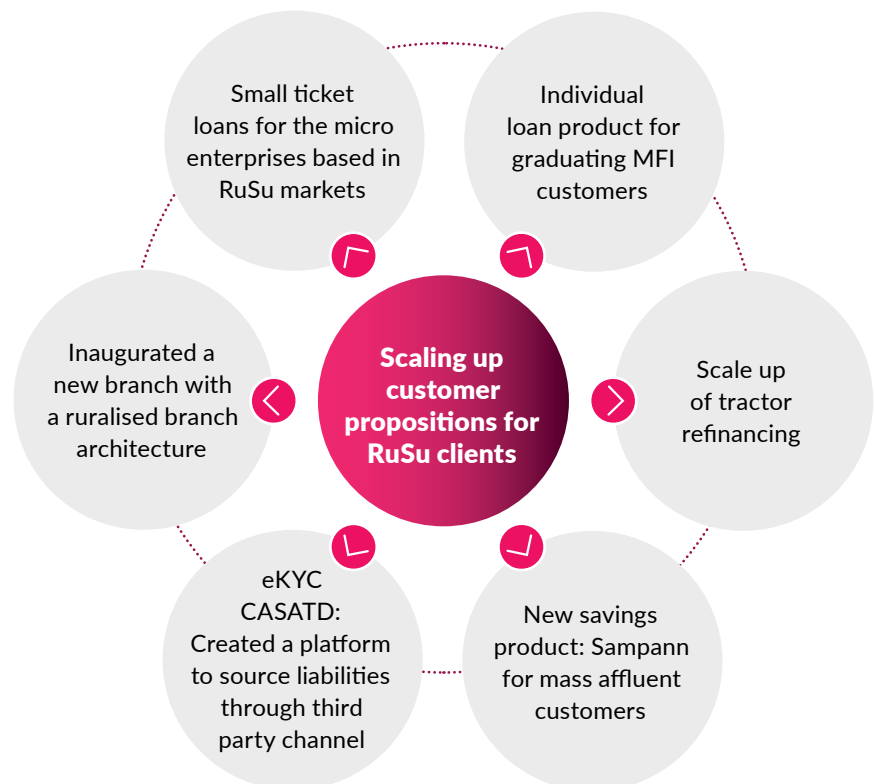 Small ticket
loans for the micro
enterprises based in
RuSu markets
Individual
loan product for
graduating MFI
customers
Inaugurated a
new branch with
a ruralised branch
architecture
Scaling up
customer
propositions for
RuSu clients
Scale up
of tractor
refinancing
eKYC
CASATD:
Created a platform
to source liabilities
through third
party channel
New savings
product: Sampann
for mass affluent
customers